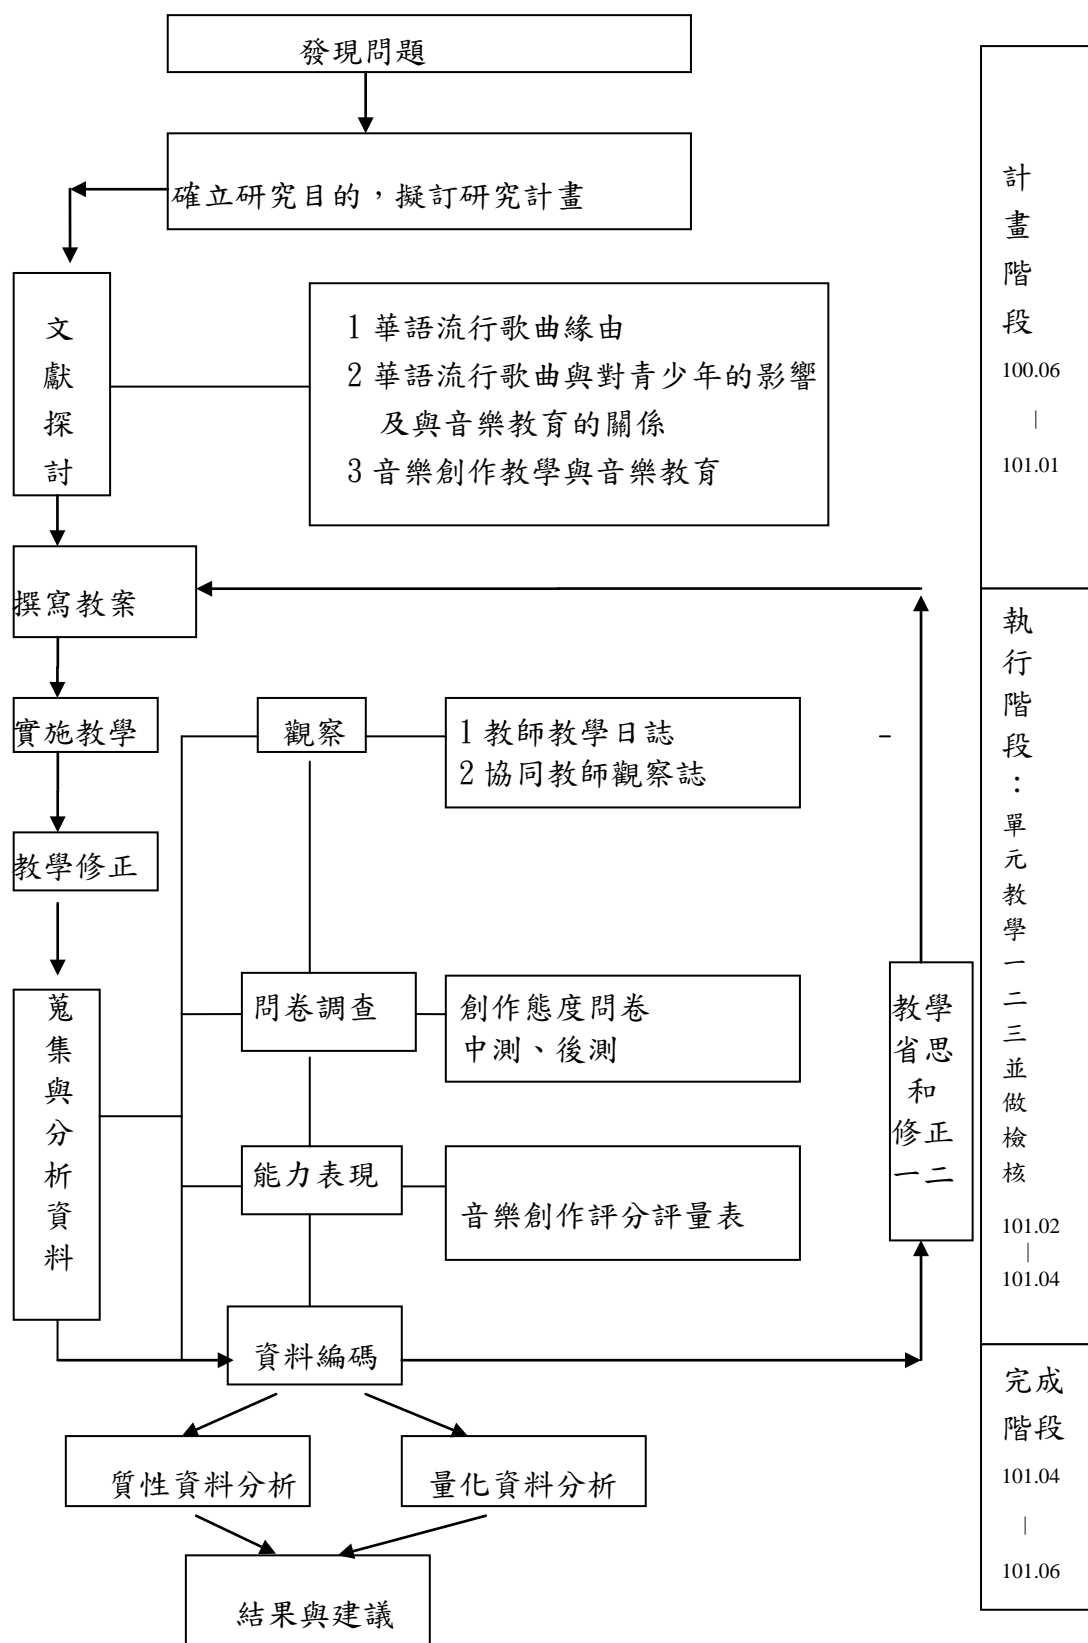 發現問題
確立研究目的，擬訂研究計畫
文獻探討
1 華語流行歌曲緣由
2 華語流行歌曲與對青少年的影響
及與音樂教育的關係
3 音樂創作教學與音樂教育
撰寫教案
實施教學
觀察
1 教師教學日誌
2 協同教師觀察誌
教學修正
蒐集與分析資料
問卷調查
創作態度問卷
中測、後測
能力表現
音樂創作評分評量表
教學
省思
和
修正
一二
資料編碼
質性資料分析
量化資料分析
結果與建議
計畫階段
100.06
|
101.01
執行階段：單元教學一二三並做檢核
101.02
|
101.04
完成
階段
101.04
|
101.06